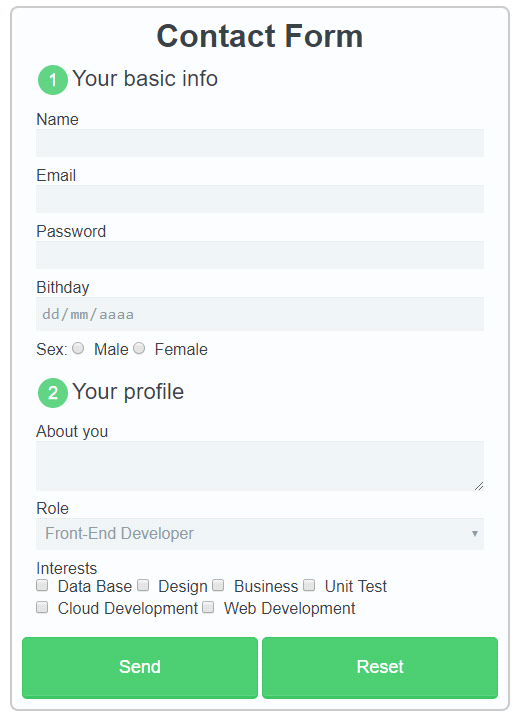 Contact Form
1 Your basic info
Name
Email
Password
Bithday
dd/mm/aaaa
Sex: Male Female
2 Your profile
About you
Role
Front-End Developer
Interests
Data Base Design Business Unit Test
Cloud Development Web Development
Send Reset